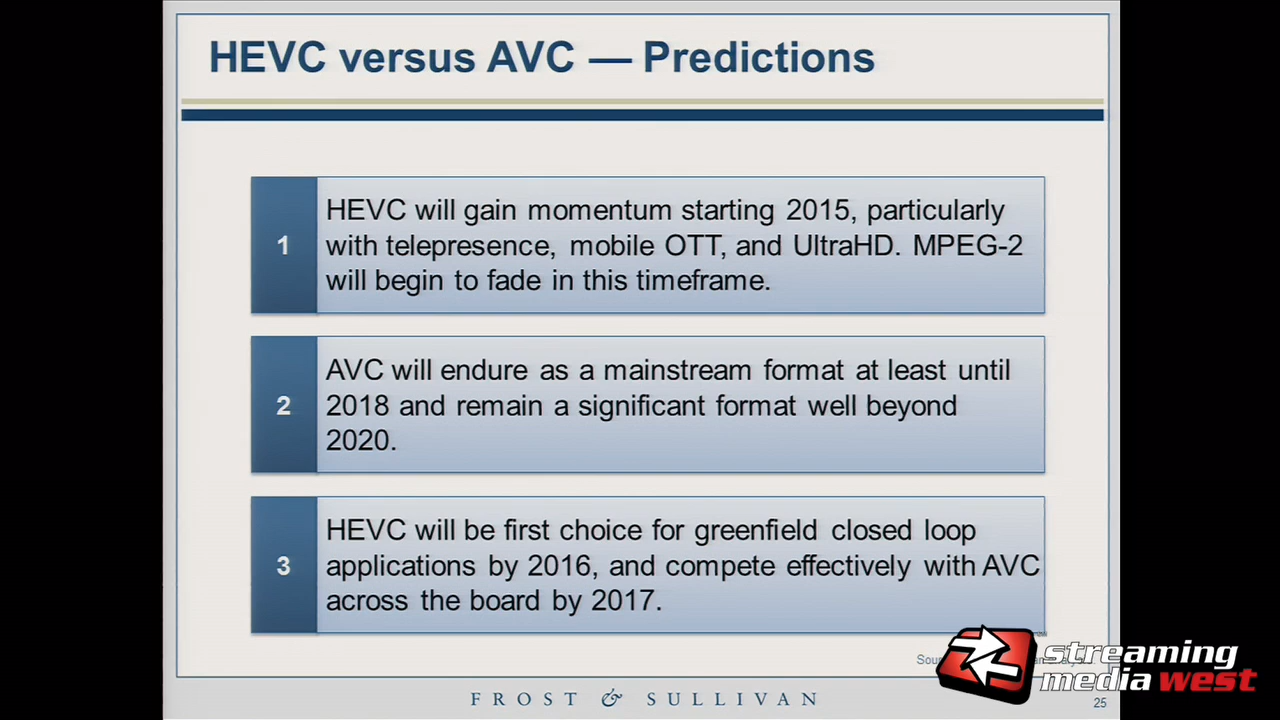 HEVC versus AVC — Predictions
1
HEVC will gain momentum starting 2015, particularly
with telepresence, mobile OTT, and UltraHD. MPEG-2
will begin to fade in this timeframe.
2
AVC will endure as a mainstream format at least until
2018 and remain a significant format well beyond
2020.
3
HEVC will be first choice for greenfield closed loop
applications by 2016, and compete effectively with AVC
across the board by 2017.
streaming
media west
FROST & SULLIVAN
25